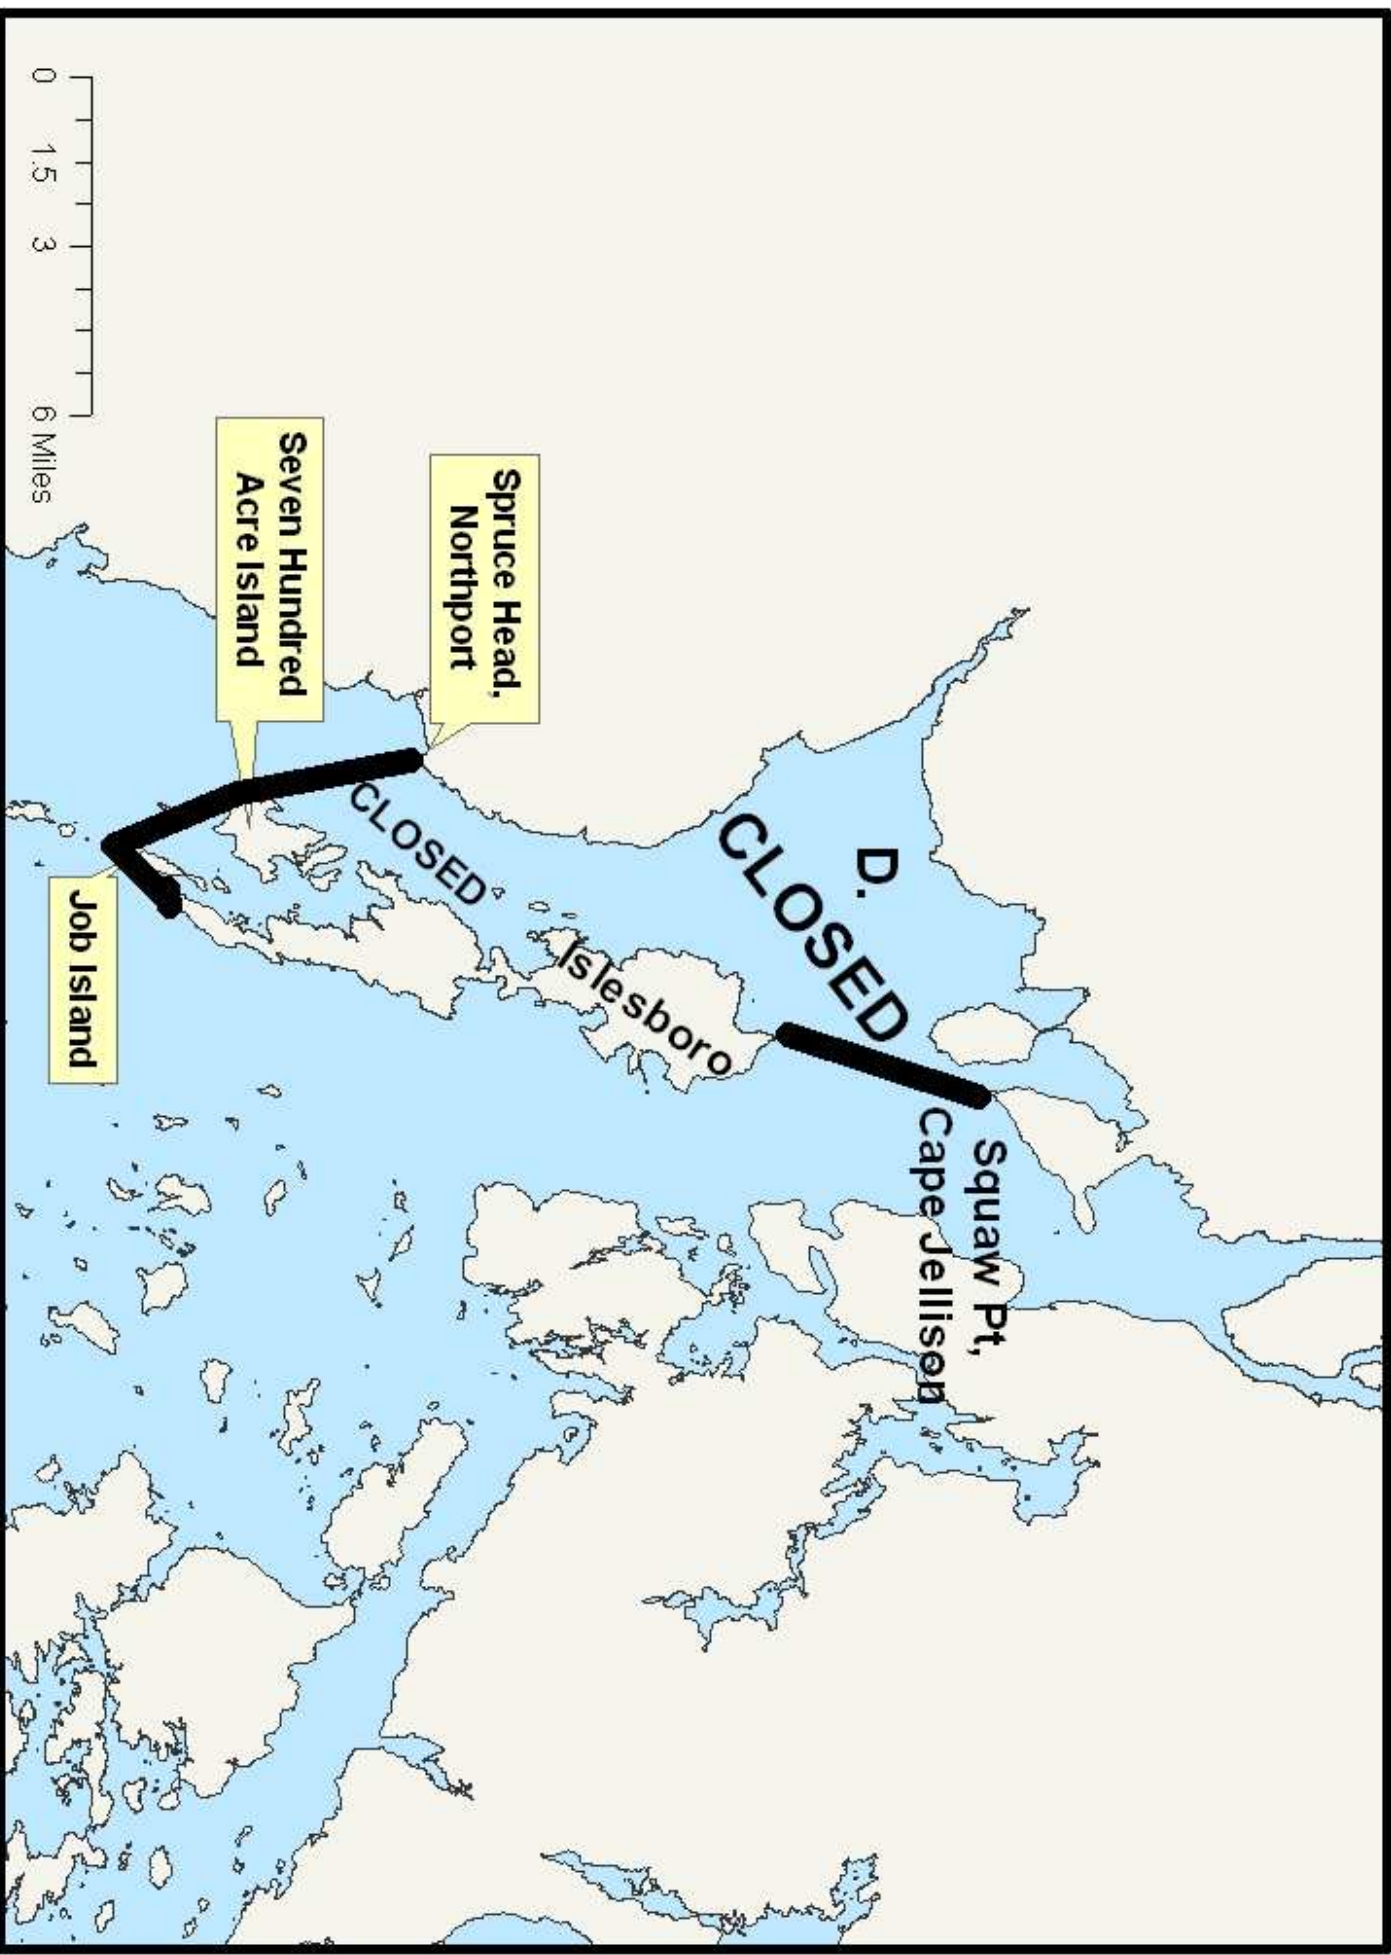 D.
CLOSED
Squaw Pt,
Cape Jellison
Islesboro
Spruce Head,
Northport
CLOSED
Seven Hundred
Acre Island
Job Island
0 1.5 3 6 Miles